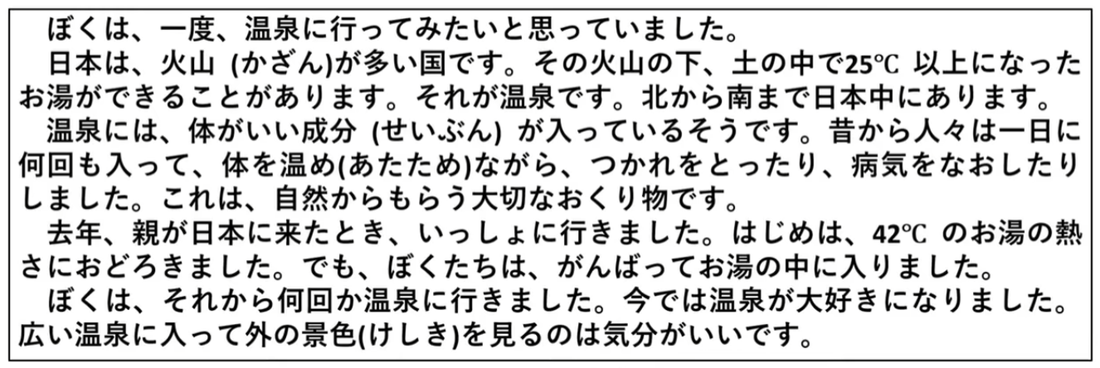 ぼくは、一度、温泉に行ってみたいと思っていました。
日本は、火山 (かざん)が多い国です。その火山の下、土の中で25℃ 以上になった
お湯ができることがあります。それが温泉です。北から南まで日本中にあります。
温泉には、体がいい成分 (せいぶん) が入っているそうです。昔から人々は一日に
何回も入って、体を温め(あたため)ながら、つかれをとったり、病気をなおしたり
しました。これは、自然からもらう大切なおくり物です。
去年、親が日本に来たとき、いっしょに行きました。はじめは、42℃ のお湯の熱
さにおどろきました。でも、ぼくたちは、がんばってお湯の中に入りました。
ぼくは、それから何回か温泉に行きました。今では温泉が大好きになりました。
広い温泉に入って外の景色(けしき)を見るのは気分がいいです。